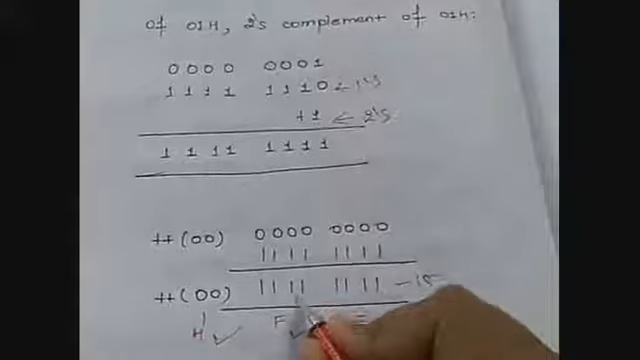 of 01H, 2's complement of 01H:
0000 0001
1111 1110 ← 1's
+1 ← 2's
1111 1111
++(00) 0000 0000
1111 1111
++(00) 1111 1111
H ✓ F